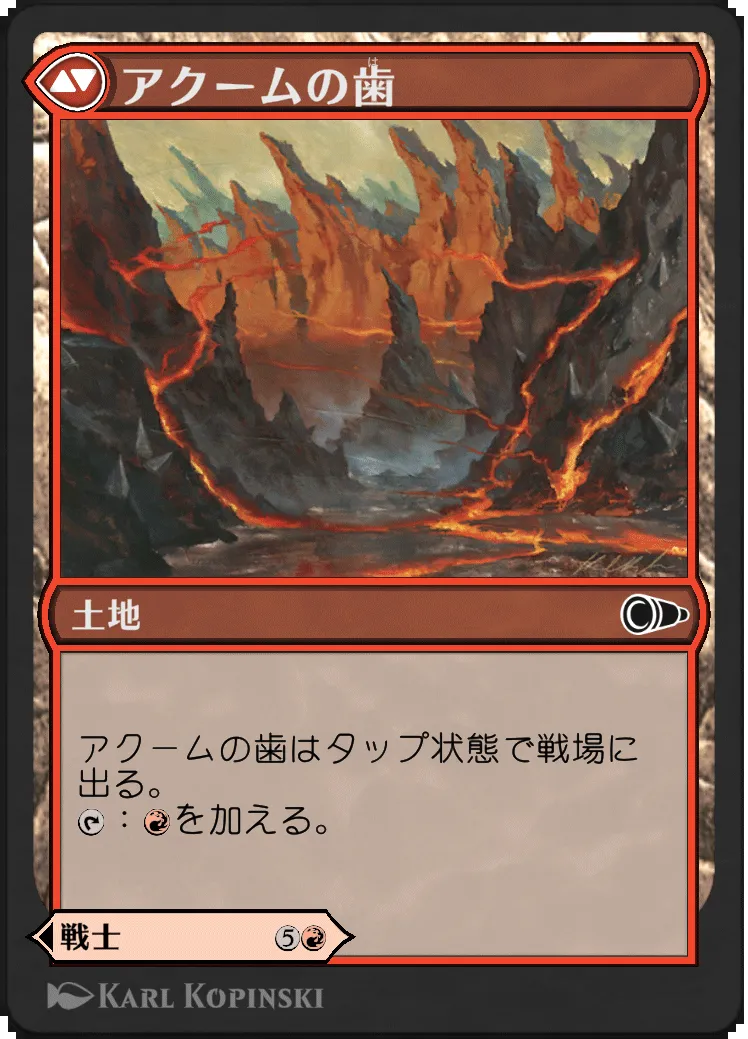 アクームの歯
は
土地
アクームの歯はタップ状態で戦場に
出る。
:を加える。
戦士 5
KARL KOPINSKI